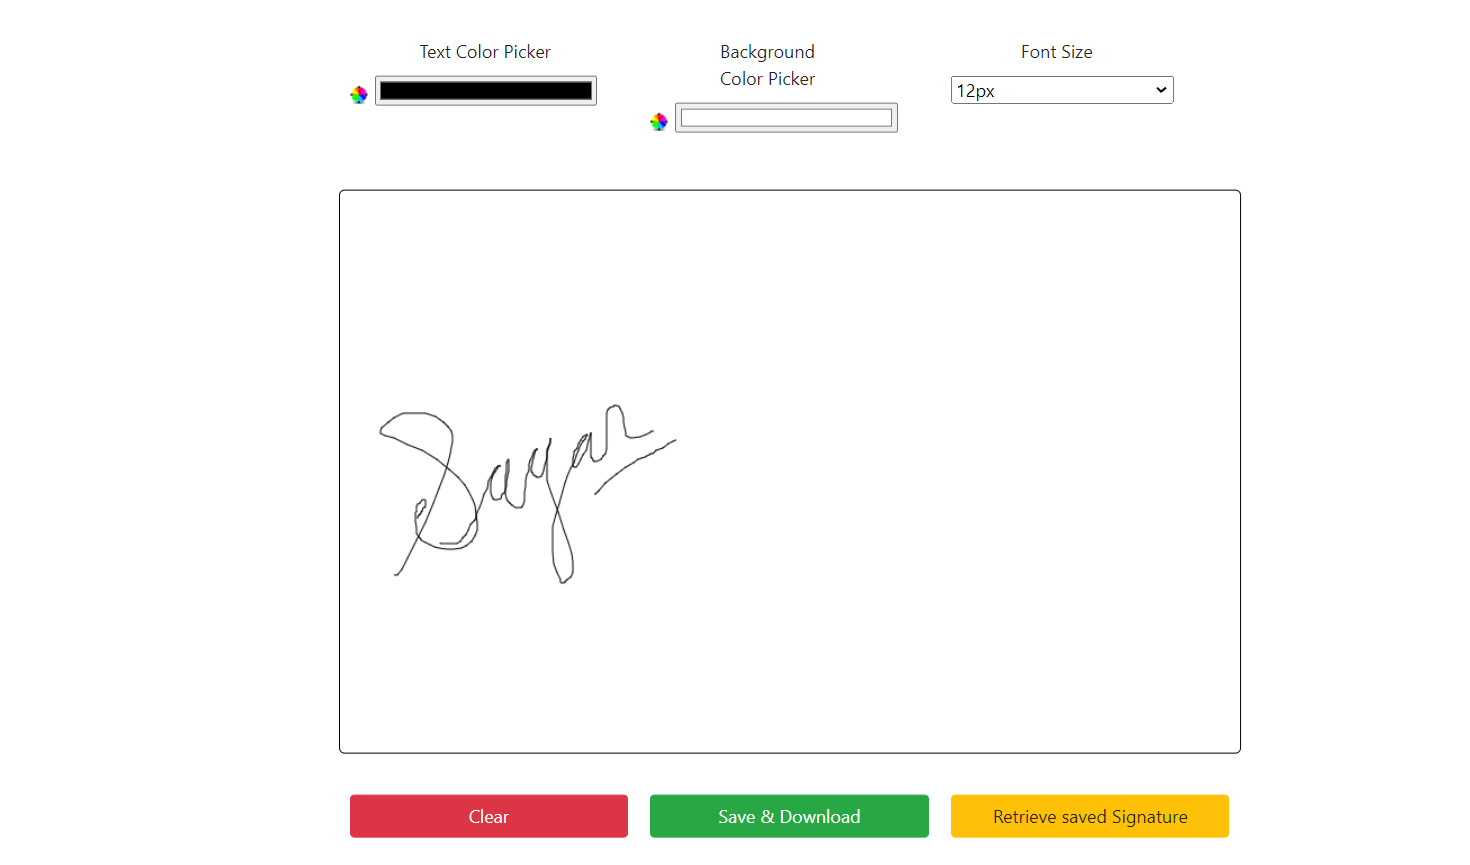 Text Color Picker
Background
Color Picker
Font Size
12px
Sagar
Clear
Save & Download
Retrieve saved Signature